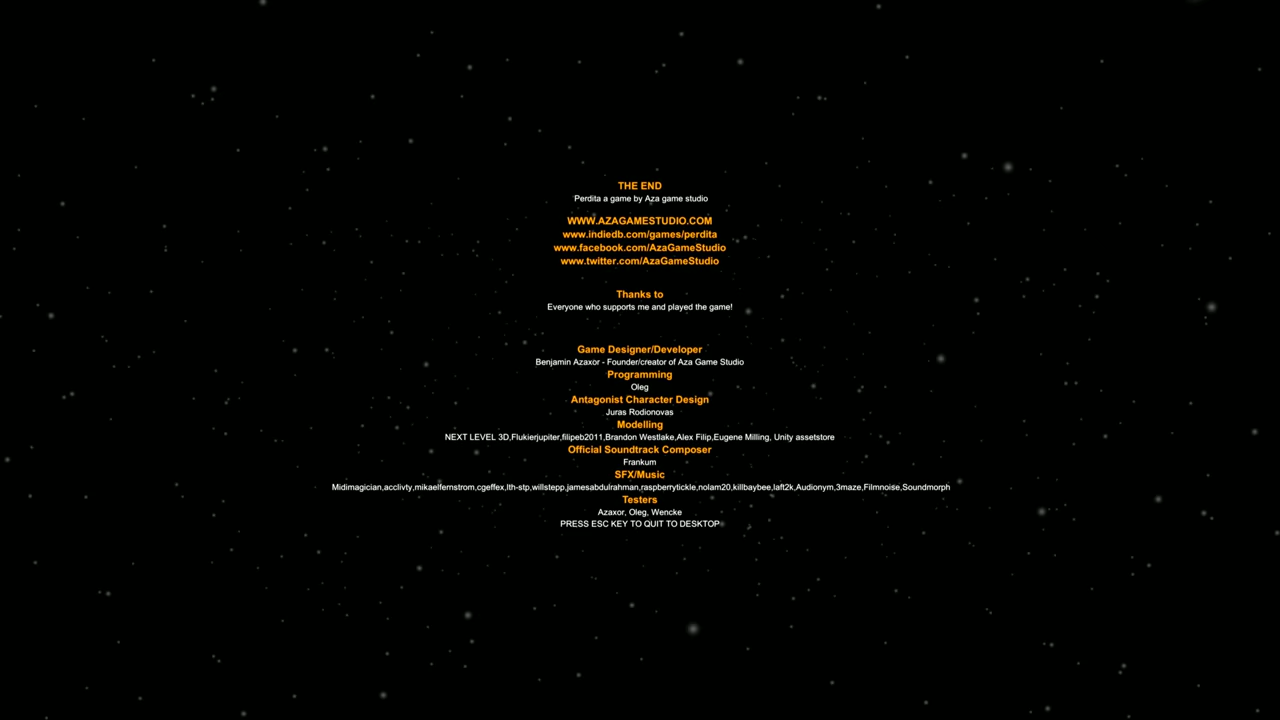 THE END
Perdita a game by Aza game studio
WWW.AZAGAMESTUDIO.COM
www.indiedb.com/games/perdita
www.facebook.com/AzaGameStudio
www.twitter.com/AzaGameStudio
Thanks to
Everyone who supports me and played the game!
Game Designer/Developer
Benjamin Azaxor - Founder/creator of Aza Game Studio
Programming
Oleg
Antagonist Character Design
Juras Rodionovas
Modelling
NEXT LEVEL 3D,Flukierjupiter,filipeb2011,Brandon Westlake,Alex Filip,Eugene Milling, Unity assetstore
Official Soundtrack Composer
Frankum
SFX/Music
Midimagician,acclivty,mikaelfernstrom,cgeffex,lth-stp,willstepp,jamesabdulrahman,raspberrytickle,nolam20,killbaybee,laft2k,Audionym,3maze,Filmnoise,Soundmorph
Testers
Azaxor, Oleg, Wencke
PRESS ESC KEY TO QUIT TO DESKTOP